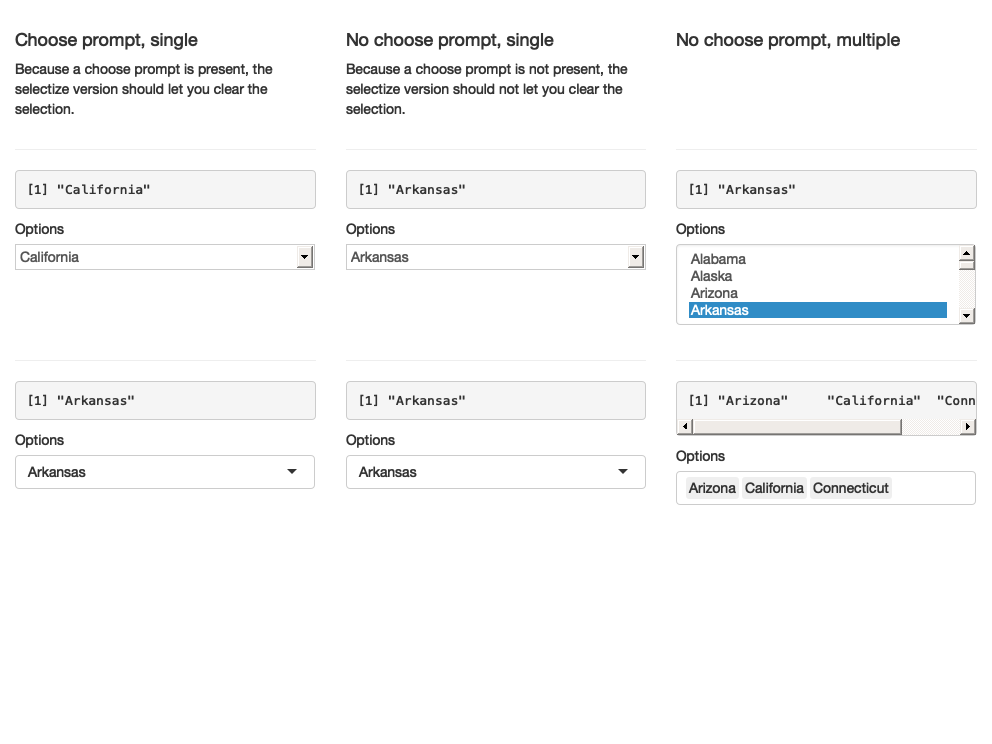 Choose prompt, single
Because a choose prompt is present, the
selectize version should let you clear the
selection.
No choose prompt, single
Because a choose prompt is not present, the
selectize version should not let you clear the
selection.
No choose prompt, multiple
[1] "California"
Options
California
[1] "Arkansas"
Options
Arkansas
[1] "Arkansas"
Options
Alabama
Alaska
Arizona
Arkansas
[1] "Arkansas"
Options
Arkansas
[1] "Arkansas"
Options
Arkansas
[1] "Arizona" "California" "Conn
Options
Arizona California Connecticut